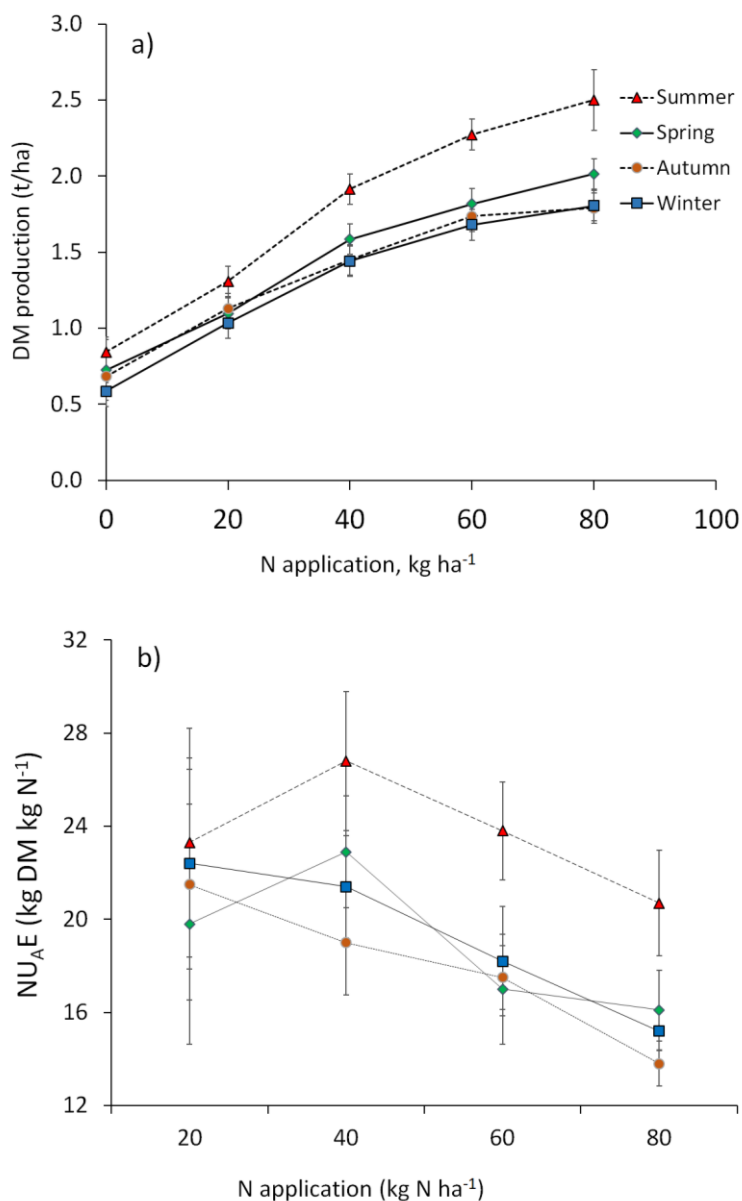 a)
3.0
2.5
2.0
1.5
1.0
0.5
0.0
DM production (t/ha)
Summer
Spring
Autumn
Winter
0 20 40 60 80 100
N application, kg ha⁻¹
b)
32
28
24
20
16
12
NU_AE (kg DM kg N⁻¹)
20 40 60 80
N application (kg N ha⁻¹)